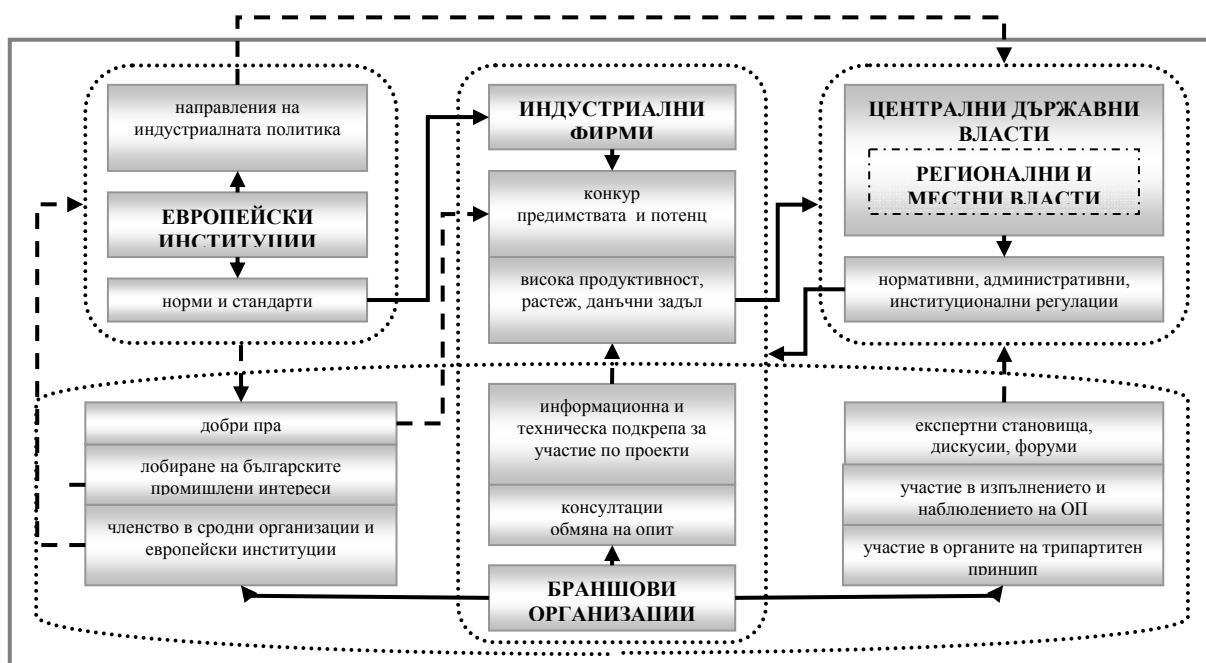 направления на
индустриалната политика
ЕВРОПЕЙСКИ
ИНСТИТУЦИИ
норми и стандарти
ИНДУСТРИАЛНИ
ФИРМИ
конкур
предимствата и потенц
висока продуктивност,
растеж, данъчни задъл
ЦЕНТРАЛНИ ДЪРЖАВНИ
ВЛАСТИ
РЕГИОНАЛНИ И
МЕСТНИ ВЛАСТИ
нормативни, административни,
институционални регулации
добри пра
лобиране на българските
промишлени интереси
членство в сродни организации и
европейски институции
информационна и
техническа подкрепа за
участие по проекти
консултации
обмяна на опит
БРАНШОВИ
ОРГАНИЗАЦИИ
експертни становища,
дискусии, форуми
участие в изпълнението и
наблюдението на ОП
участие в органите на трипартитен
принцип